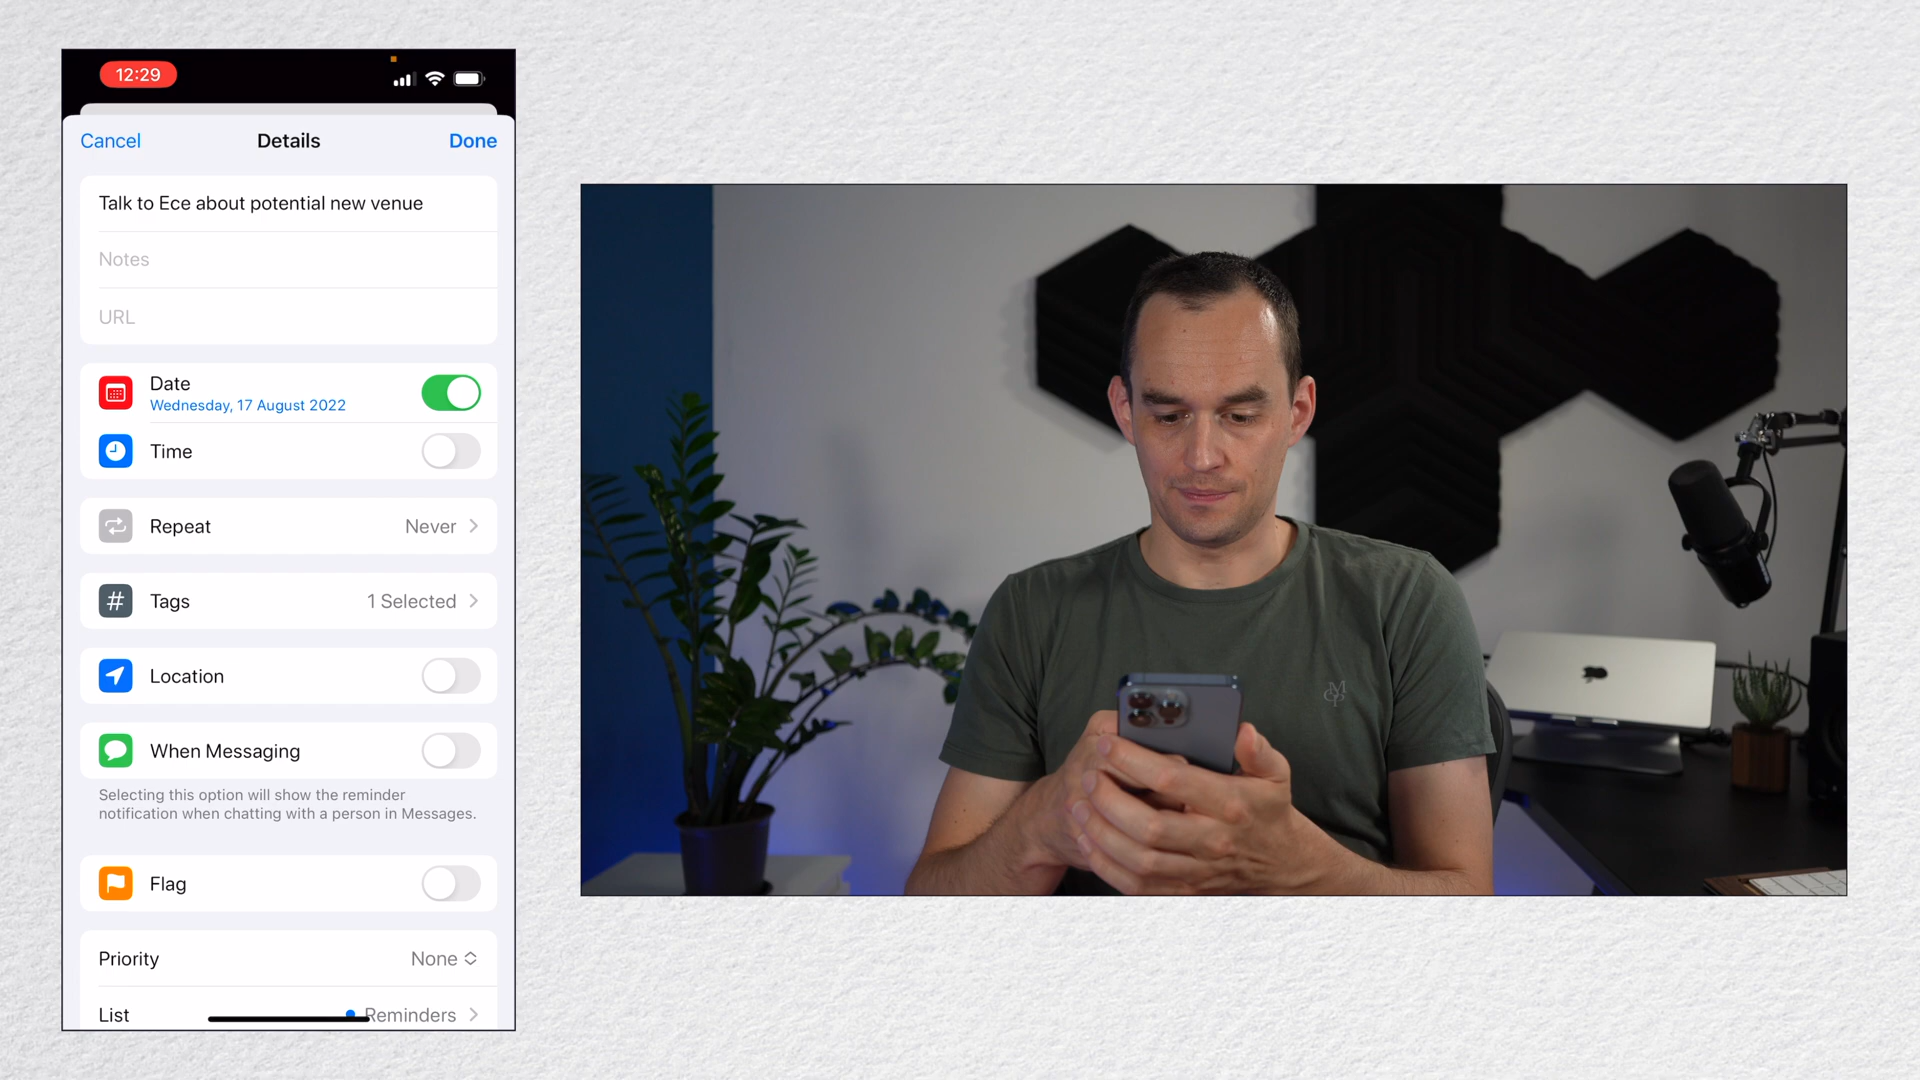 12:29
Cancel
Details
Done
Talk to Ece about potential new venue
Notes
URL
Date
Wednesday, 17 August 2022
Time
Repeat
Never
#
Tags
1 Selected
Location
When Messaging
Selecting this option will show the reminder
notification when chatting with a person in Messages.
Flag
Priority
None
List
Reminders